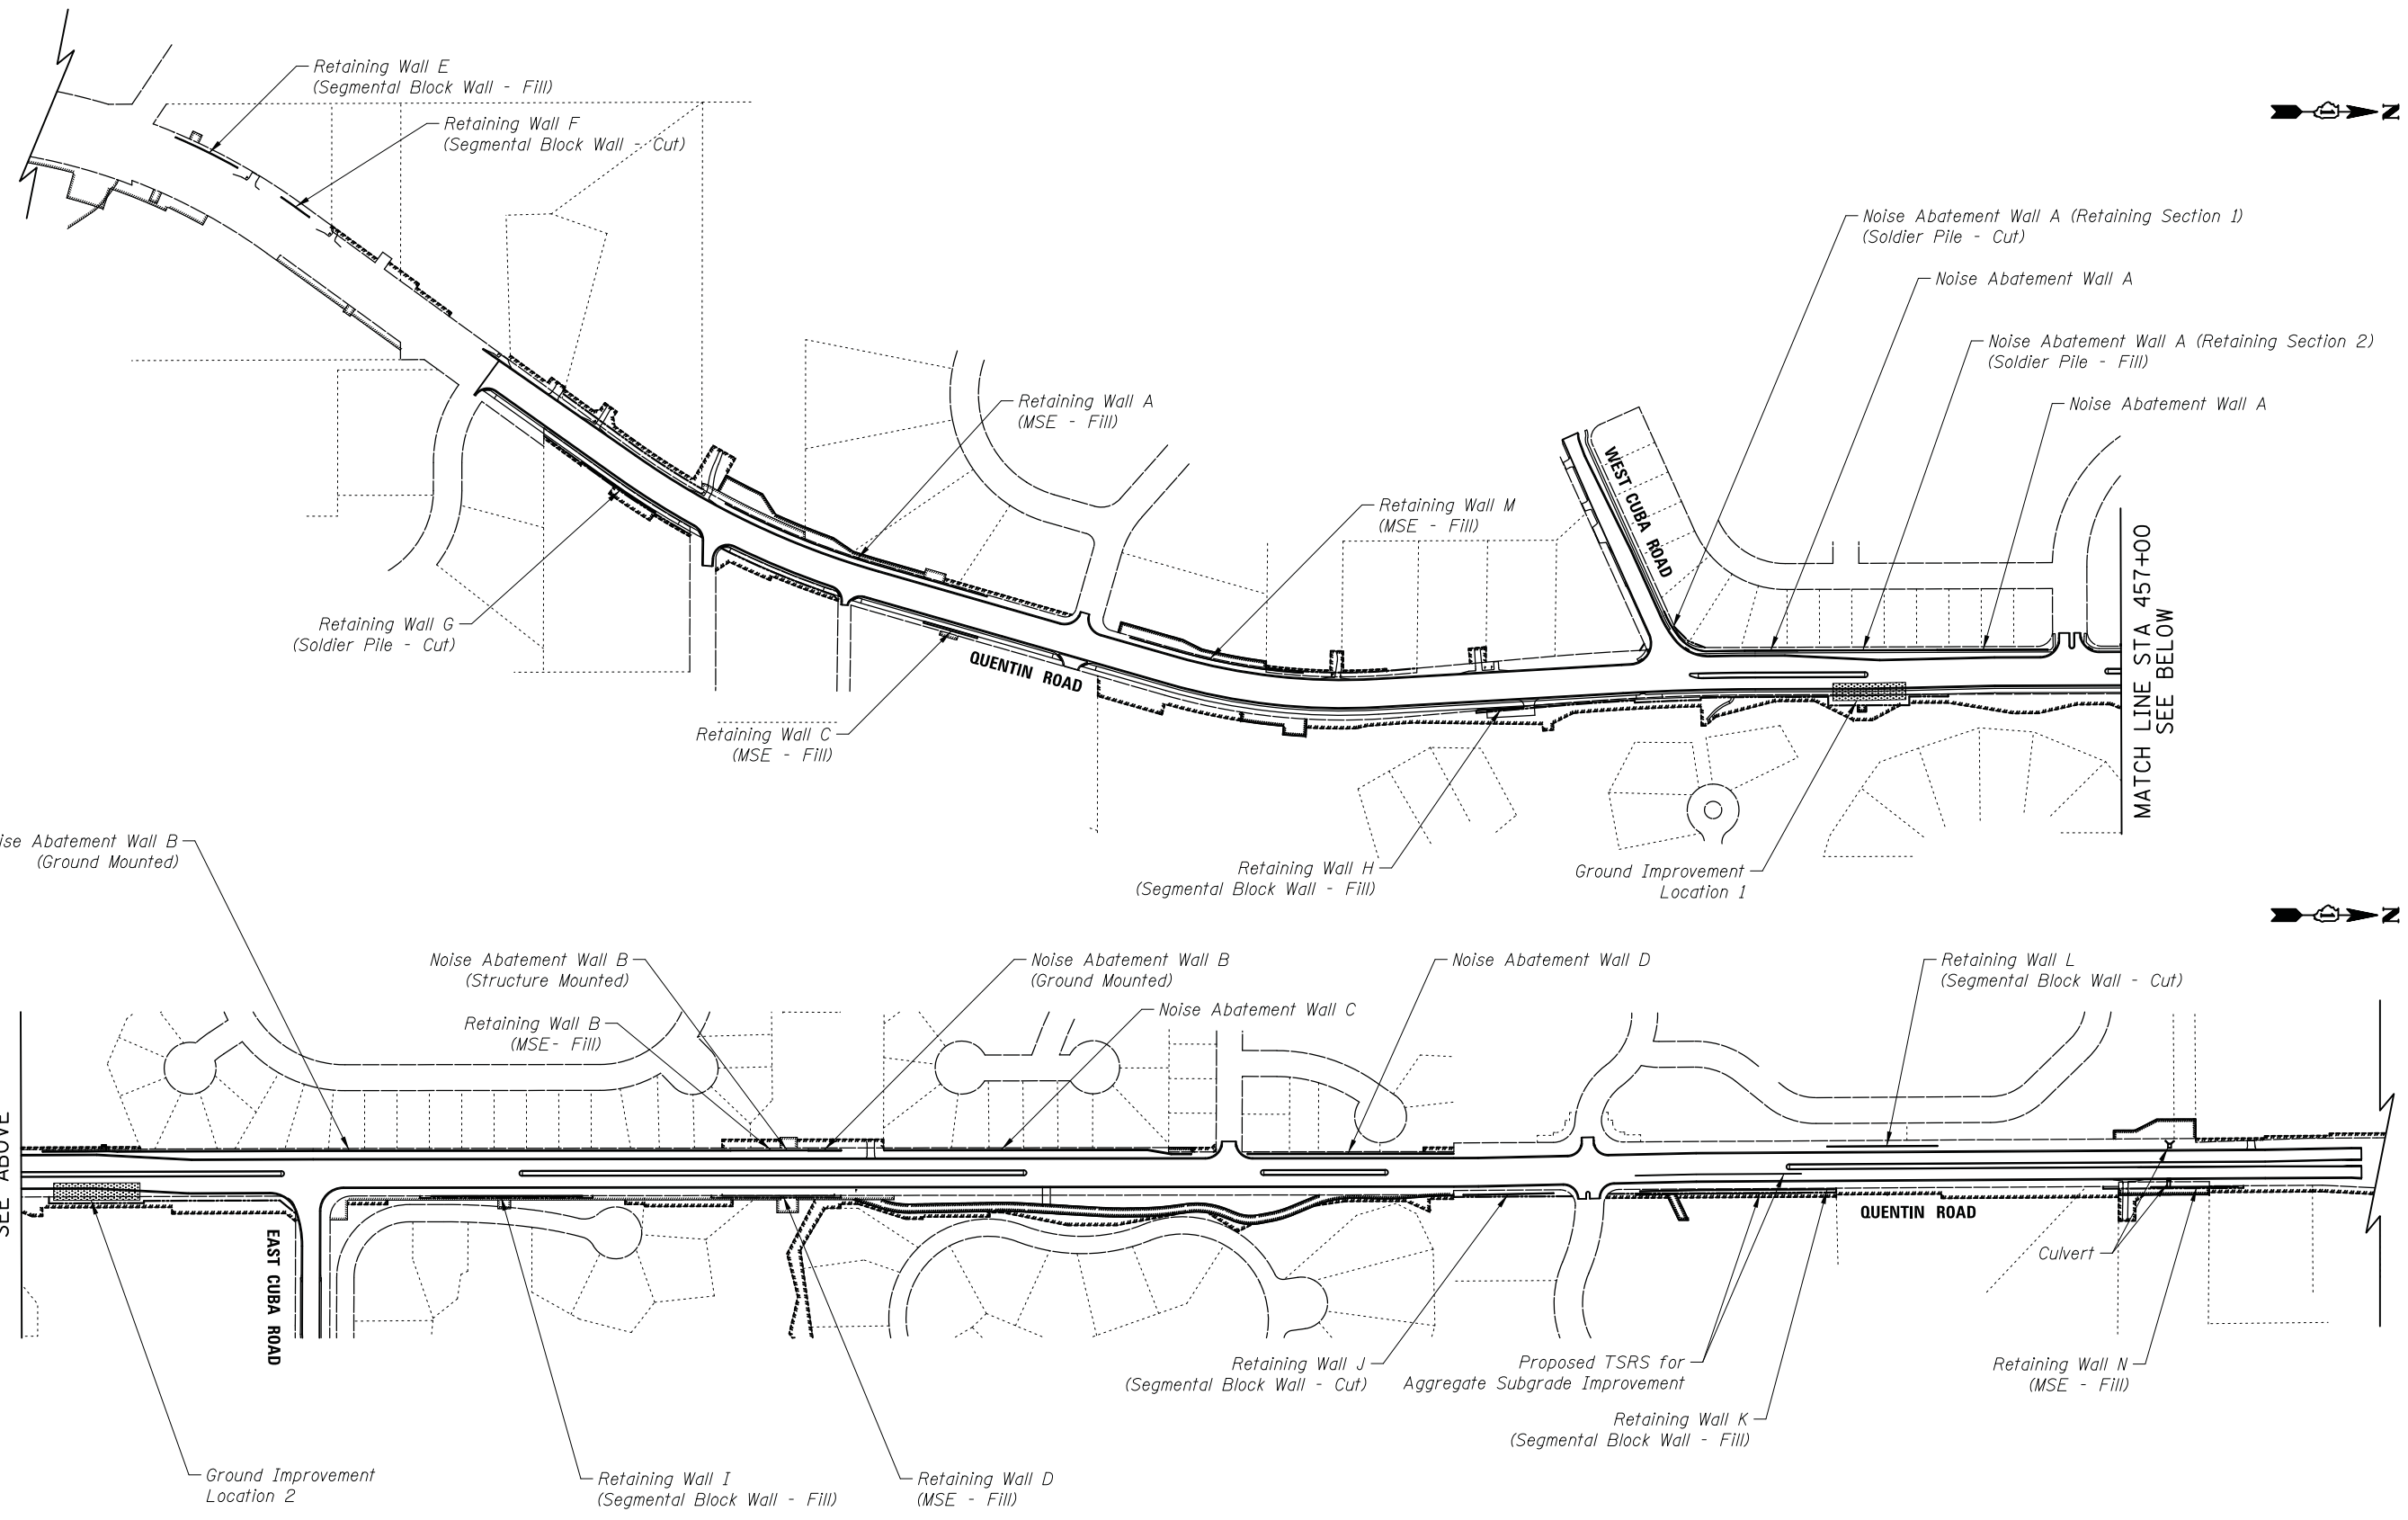 Retaining Wall E
(Segmental Block Wall - Fill)
Retaining Wall F
(Segmental Block Wall - Cut)
N
Noise Abatement Wall A (Retaining Section 1)
(Soldier Pile - Cut)
Noise Abatement Wall A
Noise Abatement Wall A (Retaining Section 2)
(Soldier Pile - Fill)
Noise Abatement Wall A
Retaining Wall A
(MSE - Fill)
Retaining Wall M
(MSE - Fill)
WEST CUBA ROAD
MATCH LINE STA 457+00
SEE BELOW
Retaining Wall G
(Soldier Pile - Cut)
QUENTIN ROAD
Retaining Wall C
(MSE - Fill)
Retaining Wall H
(Segmental Block Wall - Fill)
Ground Improvement
Location 1
Abatement Wall B
(Ground Mounted)
N
Noise Abatement Wall B
(Structure Mounted)
Retaining Wall B
(MSE- Fill)
Noise Abatement Wall B
(Ground Mounted)
Noise Abatement Wall C
Noise Abatement Wall D
Retaining Wall L
(Segmental Block Wall - Cut)
SEE ABOVE
EAST CUBA ROAD
QUENTIN ROAD
Culvert
Retaining Wall J
(Segmental Block Wall - Cut)
Proposed TSRS for
Aggregate Subgrade Improvement
Retaining Wall N
(MSE - Fill)
Retaining Wall K
(Segmental Block Wall - Fill)
Ground Improvement
Location 2
Retaining Wall I
(Segmental Block Wall - Fill)
Retaining Wall D
(MSE - Fill)